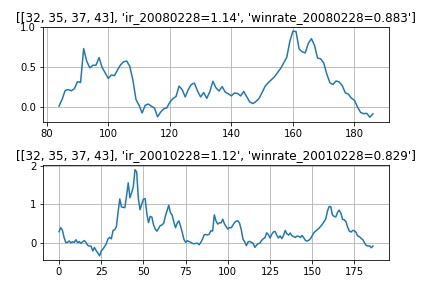 [[32, 35, 37, 43], 'ir_20080228=1.14', 'winrate_20080228=0.883']
1.0
0.5
0.0
80 100 120 140 160 180
[[32, 35, 37, 43], 'ir_20010228=1.12', 'winrate_20010228=0.829']
2
1
0
0 25 50 75 100 125 150 175